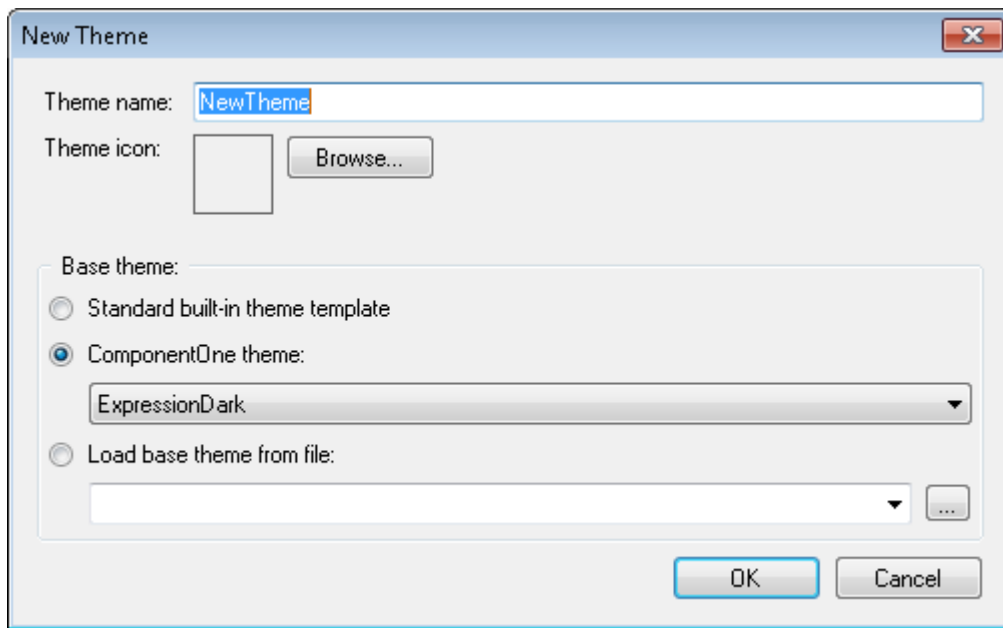 New Theme
Theme name: NewTheme
Theme icon: Browse...
Base theme:
Standard built-in theme template
ComponentOne theme:
ExpressionDark
Load base theme from file:
...
OK Cancel